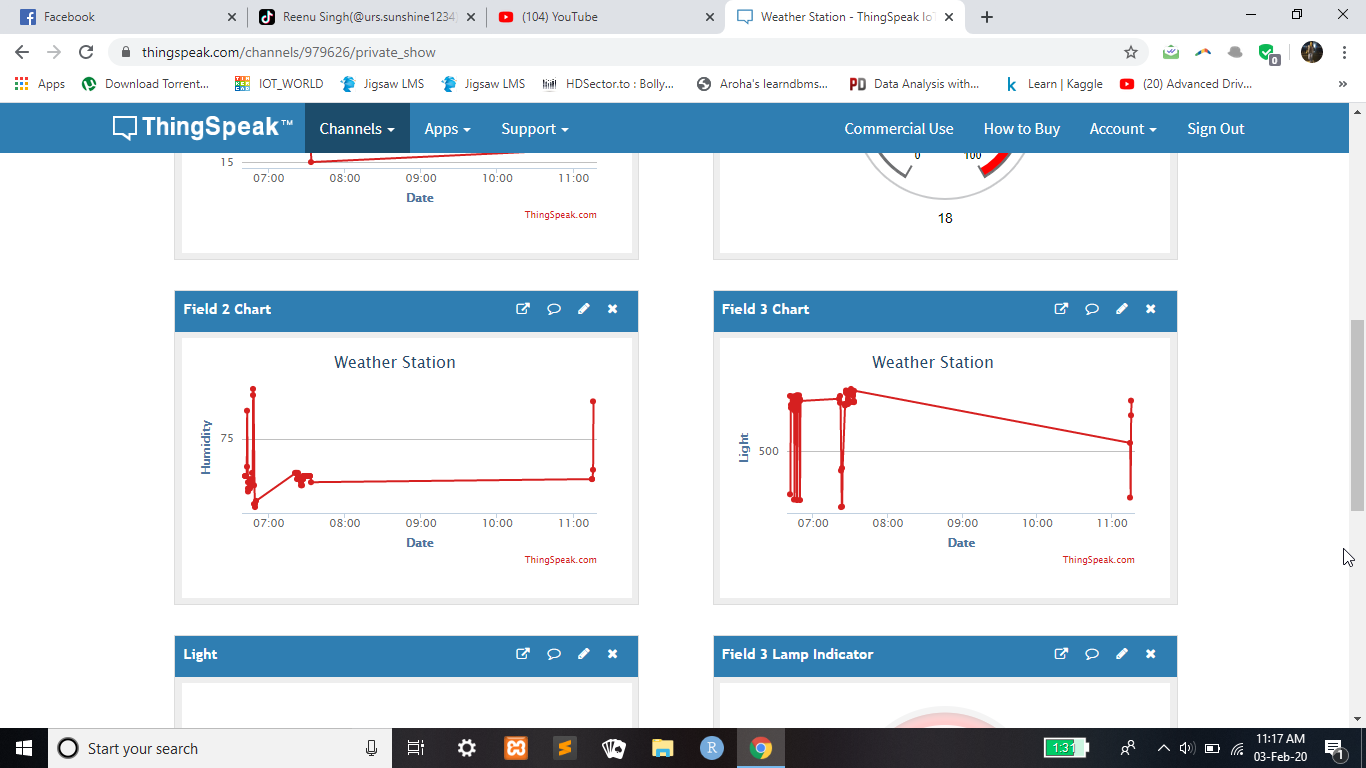 Facebook
Reenu Singh(@urs.sunshine1234)
(104) YouTube
Weather Station - ThingSpeak Io
thingspeak.com/channels/979626/private_show
0
Apps
Download Torrent...
IOT_WORLD
Jigsaw LMS
Jigsaw LMS
HDSector.to : Bolly...
Aroha's learndbms...
PD
Data Analysis with...
k
Learn | Kaggle
(20) Advanced Driv...
»
ThingSpeak™
Channels
Apps
Support
Commercial Use
How to Buy
Account
Sign Out
15
07:00 08:00 09:00 10:00 11:00
Date
ThingSpeak.com
0 100
18
Field 2 Chart
Weather Station
Humidity
75
07:00 08:00 09:00 10:00 11:00
Date
ThingSpeak.com
Field 3 Chart
Weather Station
Light
500
07:00 08:00 09:00 10:00 11:00
Date
ThingSpeak.com
Light
Field 3 Lamp Indicator
Start your search
R
1:31
11:17 AM
03-Feb-20
1